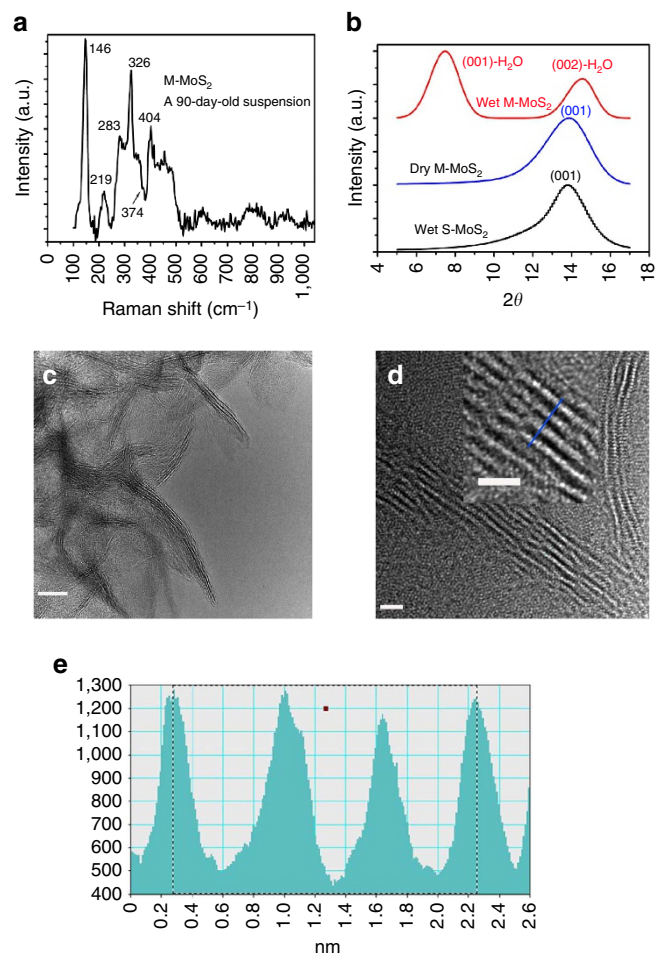 a
146
326
M-MoS₂
A 90-day-old suspension
283
404
219
374
Intensity (a.u.)
0
100
200
300
400
500
600
700
800
900
1,000
Raman shift (cm⁻¹)
b
(001)-H₂O
(002)-H₂O
Wet M-MoS₂
(001)
Dry M-MoS₂
(001)
Wet S-MoS₂
Intensity (a.u.)
4
6
8
10
12
14
16
18
2θ
c
d
e
1,300
1,200
1,100
1,000
900
800
700
600
500
400
0 0.2 0.4 0.6 0.8 1.0 1.2 1.4 1.6 1.8 2.0 2.2 2.4 2.6
nm